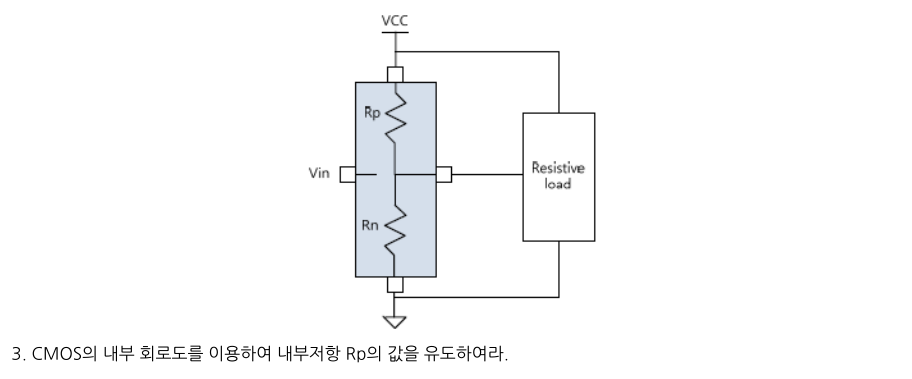 VCC
Rp
Vin
Resistive
load
Rn
3. CMOS의 내부 회로도를 이용하여 내부저항 Rp의 값을 유도하여라.